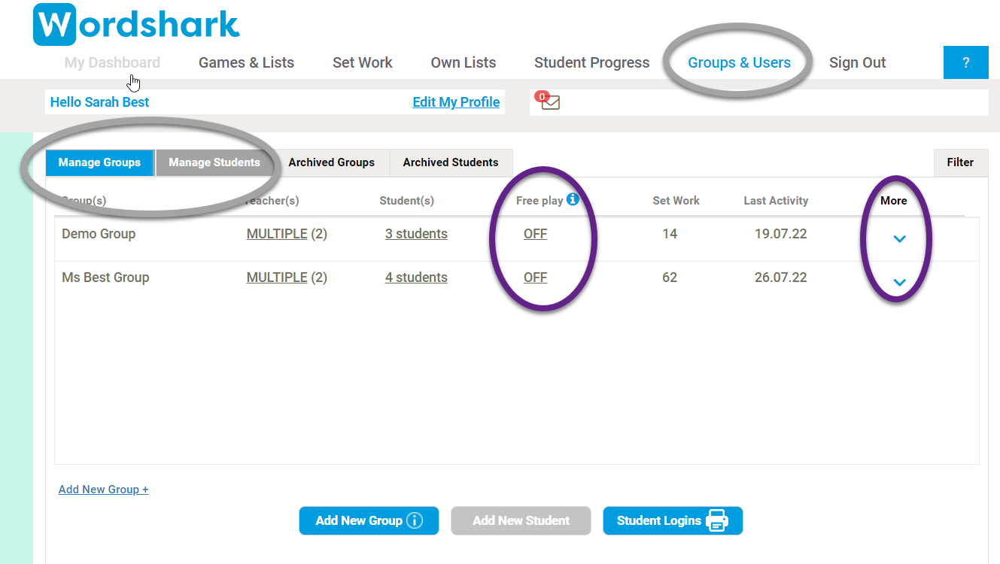 Wordshark
My Dashboard Games & Lists Set Work Own Lists Student Progress Groups & Users Sign Out ?
Hello Sarah Best Edit My Profile 0
Manage Groups Manage Students Archived Groups Archived Students Filter
Group(s) Teacher(s) Student(s) Free play i Set Work Last Activity More
Demo Group MULTIPLE (2) 3 students OFF 14 19.07.22
Ms Best Group MULTIPLE (2) 4 students OFF 62 26.07.22
Add New Group +
Add New Group i Add New Student Student Logins